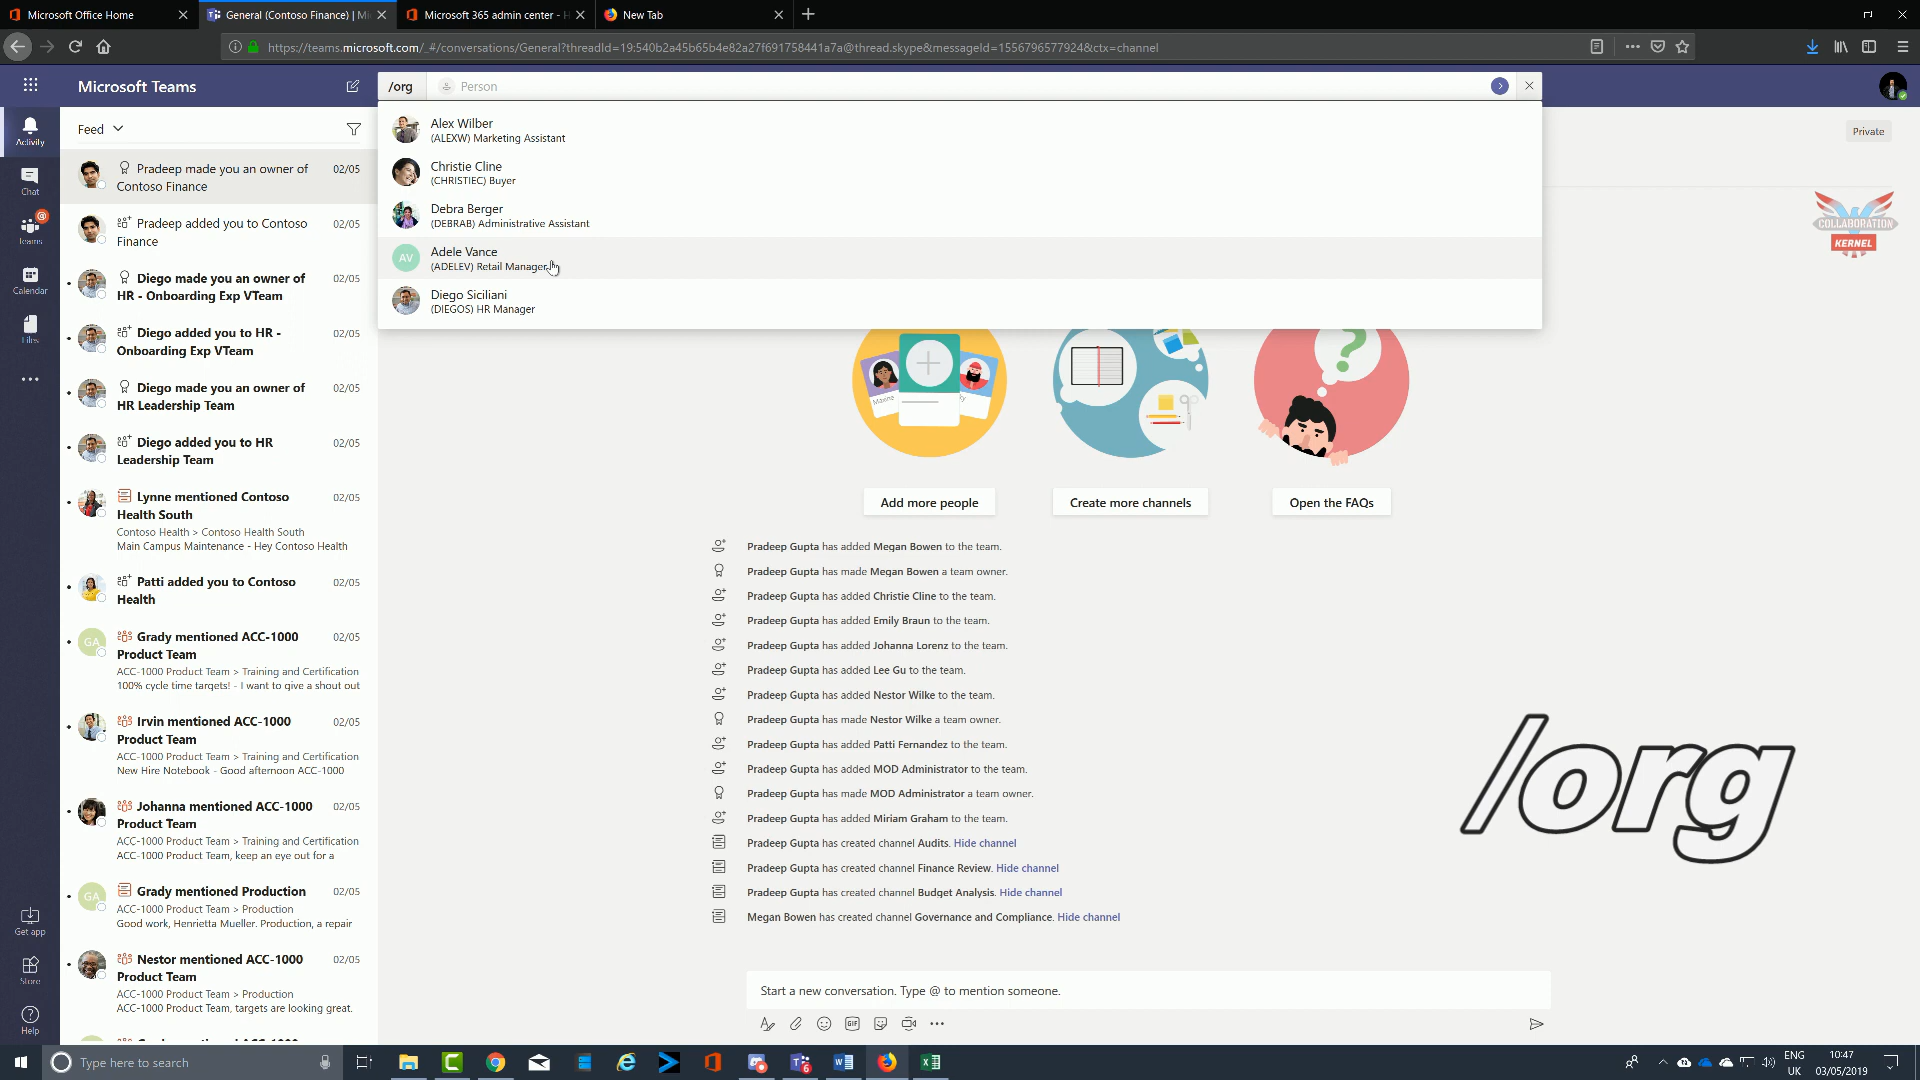 Microsoft Office Home
General (Contoso Finance) | Mi
Microsoft 365 admin center - H
New Tab
https://teams.microsoft.com/_#/conversations/General?threadId=19:540b2a45b65b4e82a27f691758441a7a@thread.skype&messageId=1556796577924&ctx=channel
Microsoft Teams
/org
Person
Activity
Chat
Teams
Calendar
Files
Get app
Store
Help
Feed
Pradeep made you an owner of
02/05
Contoso Finance
Pradeep added you to Contoso
02/05
Finance
Diego made you an owner of
02/05
HR - Onboarding Exp VTeam
Diego added you to HR -
02/05
Onboarding Exp VTeam
Diego made you an owner of
02/05
HR Leadership Team
Diego added you to HR
02/05
Leadership Team
Lynne mentioned Contoso
02/05
Health South
Contoso Health > Contoso Health South
Main Campus Maintenance - Hey Contoso Health
Patti added you to Contoso
02/05
Health
GA
Grady mentioned ACC-1000
02/05
Product Team
ACC-1000 Product Team > Training and Certification
100% cycle time targets! - I want to give a shout out
Irvin mentioned ACC-1000
02/05
Product Team
ACC-1000 Product Team > Training and Certification
New Hire Notebook - Good afternoon ACC-1000
Johanna mentioned ACC-1000
02/05
Product Team
ACC-1000 Product Team > Training and Certification
ACC-1000 Product Team, keep an eye out for a
GA
Grady mentioned Production
02/05
ACC-1000 Product Team > Production
Good work, Henrietta Mueller. Production, a repair
Nestor mentioned ACC-1000
02/05
Product Team
ACC-1000 Product Team > Production
ACC-1000 Product Team, targets are looking great.
Alex Wilber
(ALEXW) Marketing Assistant
Christie Cline
(CHRISTIEC) Buyer
Debra Berger
(DEBRAB) Administrative Assistant
AV
Adele Vance
(ADELEV) Retail Manager
Diego Siciliani
(DIEGOS) HR Manager
Private
COLLABORATION
KERNEL
Maxine
Add more people
Create more channels
Open the FAQs
Pradeep Gupta has added Megan Bowen to the team.
Pradeep Gupta has made Megan Bowen a team owner.
Pradeep Gupta has added Christie Cline to the team.
Pradeep Gupta has added Emily Braun to the team.
Pradeep Gupta has added Johanna Lorenz to the team.
Pradeep Gupta has added Lee Gu to the team.
Pradeep Gupta has added Nestor Wilke to the team.
Pradeep Gupta has made Nestor Wilke a team owner.
Pradeep Gupta has added Patti Fernandez to the team.
Pradeep Gupta has added MOD Administrator to the team.
Pradeep Gupta has made MOD Administrator a team owner.
Pradeep Gupta has added Miriam Graham to the team.
Pradeep Gupta has created channel Audits. Hide channel
Pradeep Gupta has created channel Finance Review. Hide channel
Pradeep Gupta has created channel Budget Analysis. Hide channel
Megan Bowen has created channel Governance and Compliance. Hide channel
/org
Start a new conversation. Type @ to mention someone.
GIF
Type here to search
ENG
UK
10:47
03/05/2019